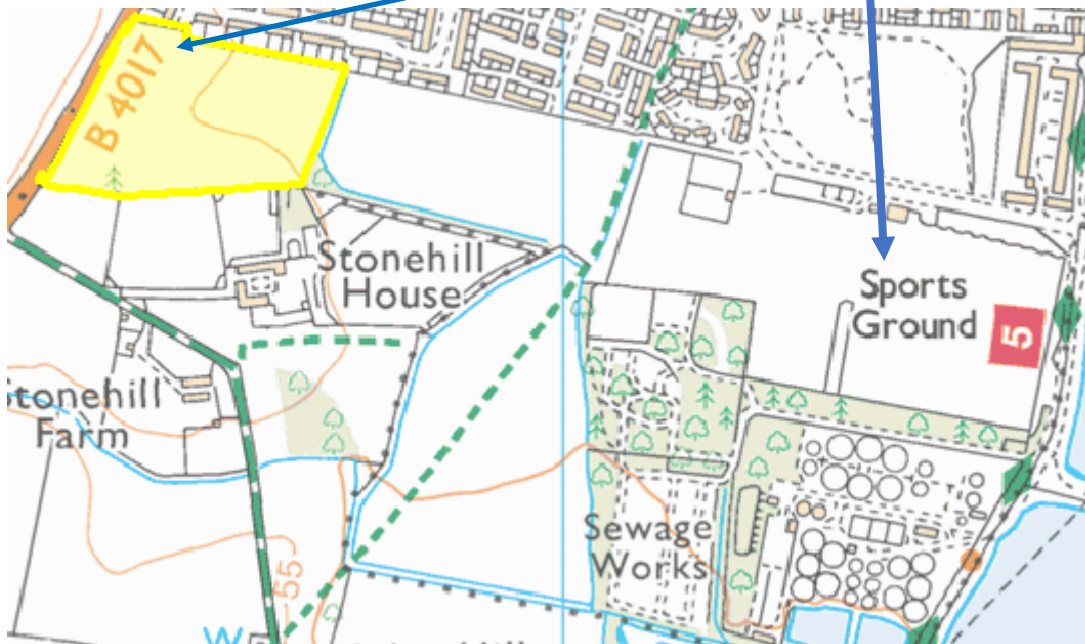 B 4017
Stonehill
House
Sports
Ground
5
Stonehill
Farm
Sewage
Works
55
W